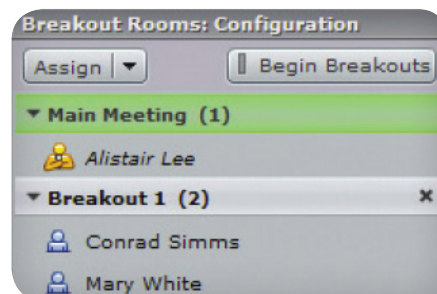 Breakout Rooms: Configuration
Assign Begin Breakouts
Main Meeting (1)
Alistair Lee
Breakout 1 (2)
Conrad Simms
Mary White